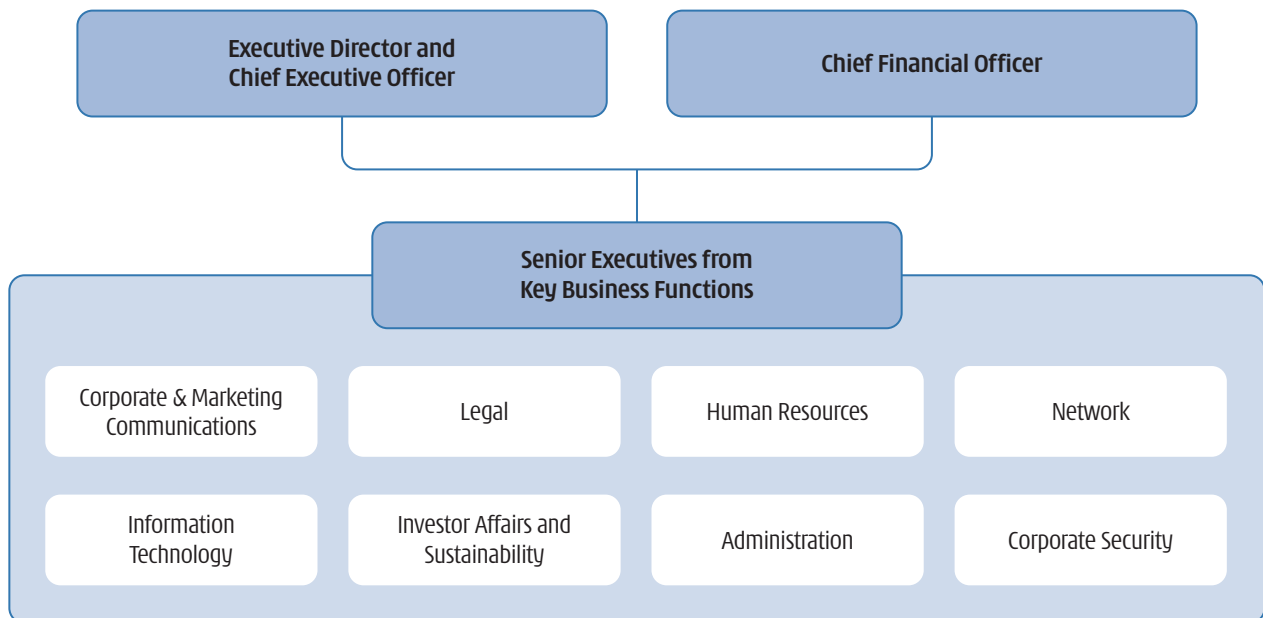 Executive Director and
Chief Executive Officer
Chief Financial Officer
Senior Executives from
Key Business Functions
Corporate & Marketing
Communications
Legal
Human Resources
Network
Information
Technology
Investor Affairs and
Sustainability
Administration
Corporate Security